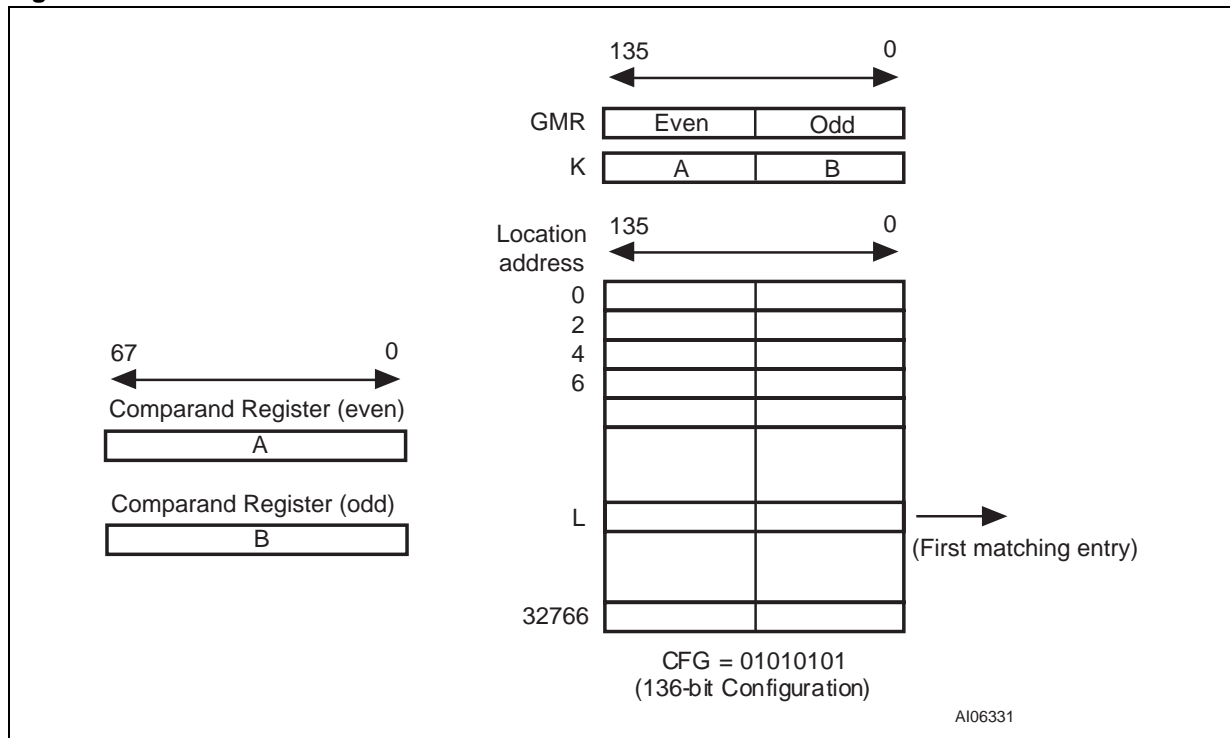 135 0
GMR Even Odd
K A B
Location
address
135 0
0
2
4
6
67 0
Comparand Register (even)
A
Comparand Register (odd)
B
L
(First matching entry)
32766
CFG = 01010101
(136-bit Configuration)
AI06331